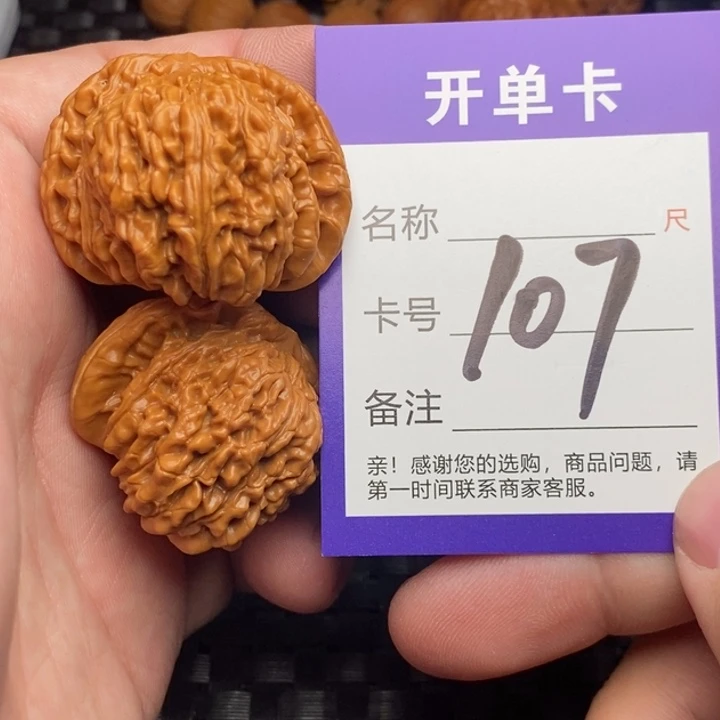 开单卡
名称 尺
卡号 107
备注
亲！感谢您的选购，商品问题，请
第一时间联系商家客服。